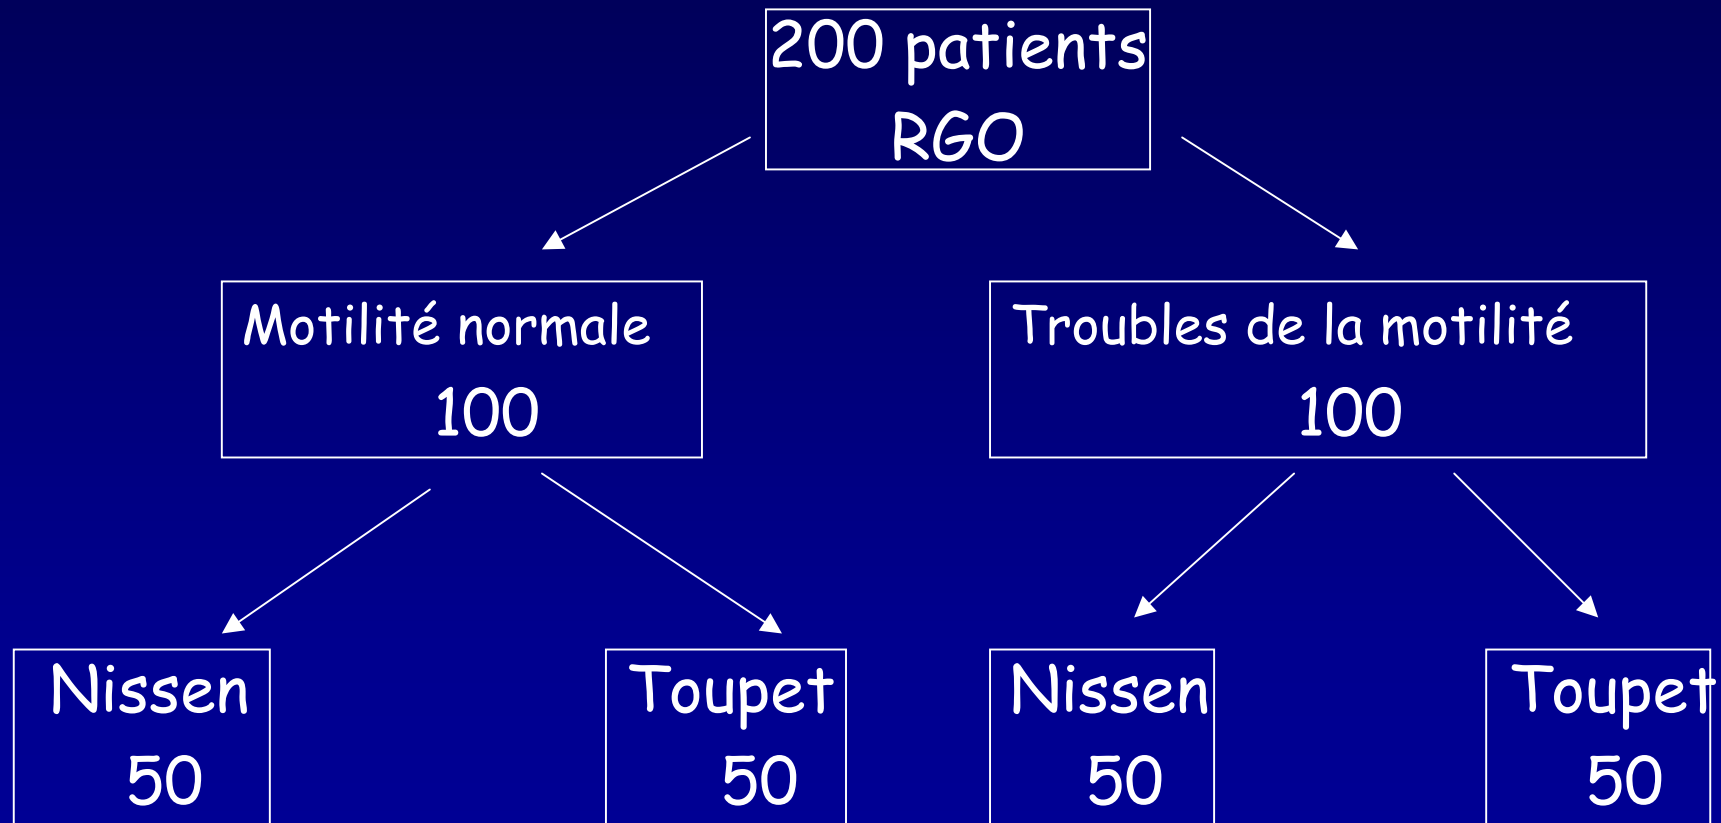 200 patients
RGO
Motilité normale
100
Troubles de la motilité
100
Nissen
50
Toupet
50
Nissen
50
Toupet
50